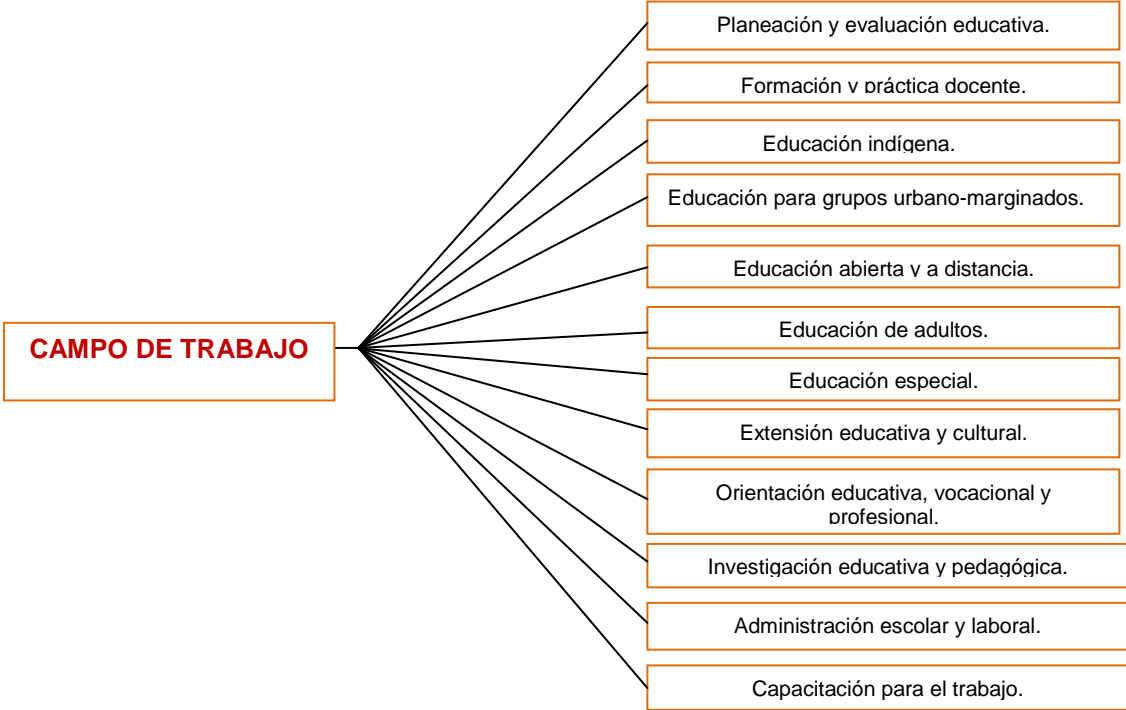 Planeación y evaluación educativa.
Formación y práctica docente.
Educación indígena.
Educación para grupos urbano-marginados.
Educación abierta y a distancia.
CAMPO DE TRABAJO
Educación de adultos.
Educación especial.
Extensión educativa y cultural.
Orientación educativa, vocacional y
profesional.
Investigación educativa y pedagógica.
Administración escolar y laboral.
Capacitación para el trabajo.